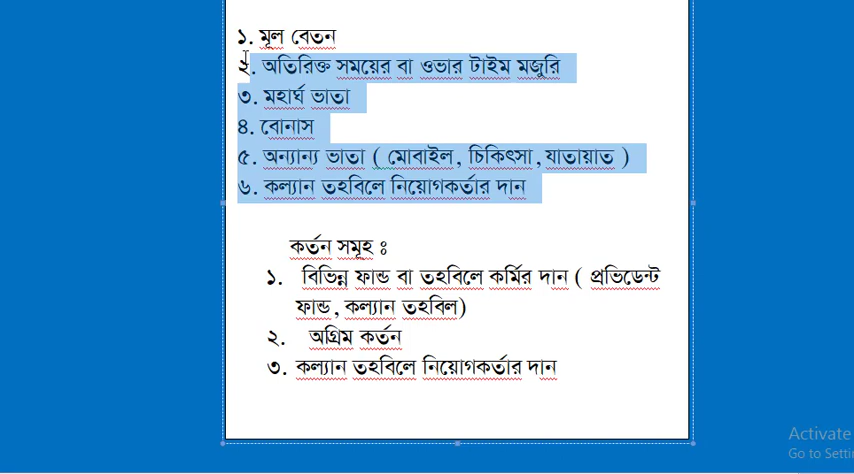 ১. মূল বেতন
২. অতিরিক্ত সময়ের বা ওভার টাইম মজুরি
৩. মহার্ঘ ভাতা
৪. বোনাস
৫. অন্যান্য ভাতা ( মোবাইল, চিকিৎসা,যাতায়াত )
৬. কল্যান তহবিলে নিয়োগকর্তার দান
কর্তন সমূহ ঃ
১. বিভিন্ন ফান্ড বা তহবিলে কর্মির দান ( প্রভিডেন্ট
ফান্ড, কল্যান তহবিল)
২. অগ্রিম কর্তন
৩. কল্যান তহবিলে নিয়োগকর্তার দান
Activate
Go to Settin